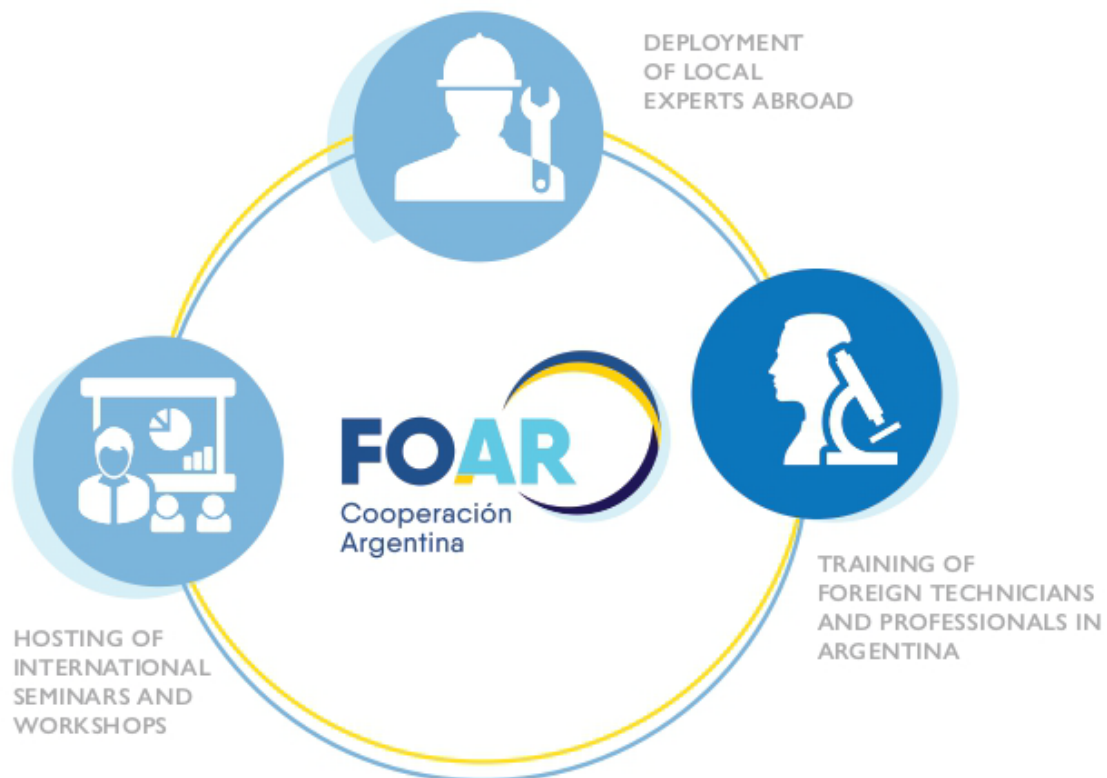 DEPLOYMENT
OF LOCAL
EXPERTS ABROAD
FOAR
Cooperación
Argentina
TRAINING OF
FOREIGN TECHNICIANS
AND PROFESSIONALS IN
ARGENTINA
HOSTING OF
INTERNATIONAL
SEMINARS AND
WORKSHOPS